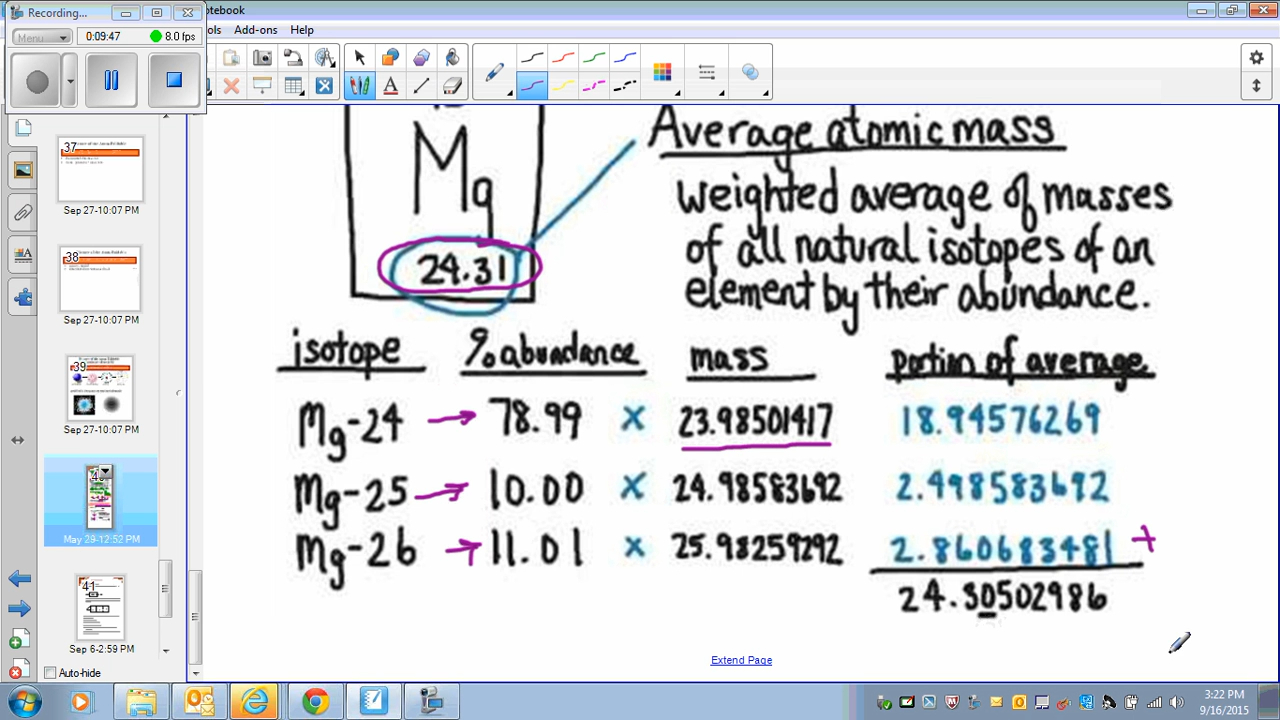 Recording...
otebook
Menu
0:09:47
8.0 fps
ols Add-ons Help
37
Sep 27-10:07 PM
38
Sep 27-10:07 PM
39
Sep 27-10:07 PM
May 29-12:52 PM
41
Sep 6-2:59 PM
Auto-hide
Mg
24.31
Average atomic mass
weighted average of masses
of all natural isotopes of an
element by their abundance.
isotope % abundance mass portion of average
Mg-24 → 78.99 x 23.98501417 18.94576269
Mg-25 → 10.00 x 24.98583692 2.498583692
Mg-26 → 11.01 x 25.98259292 2.860683481 +
24.30502986
Extend Page
3:22 PM
9/16/2015